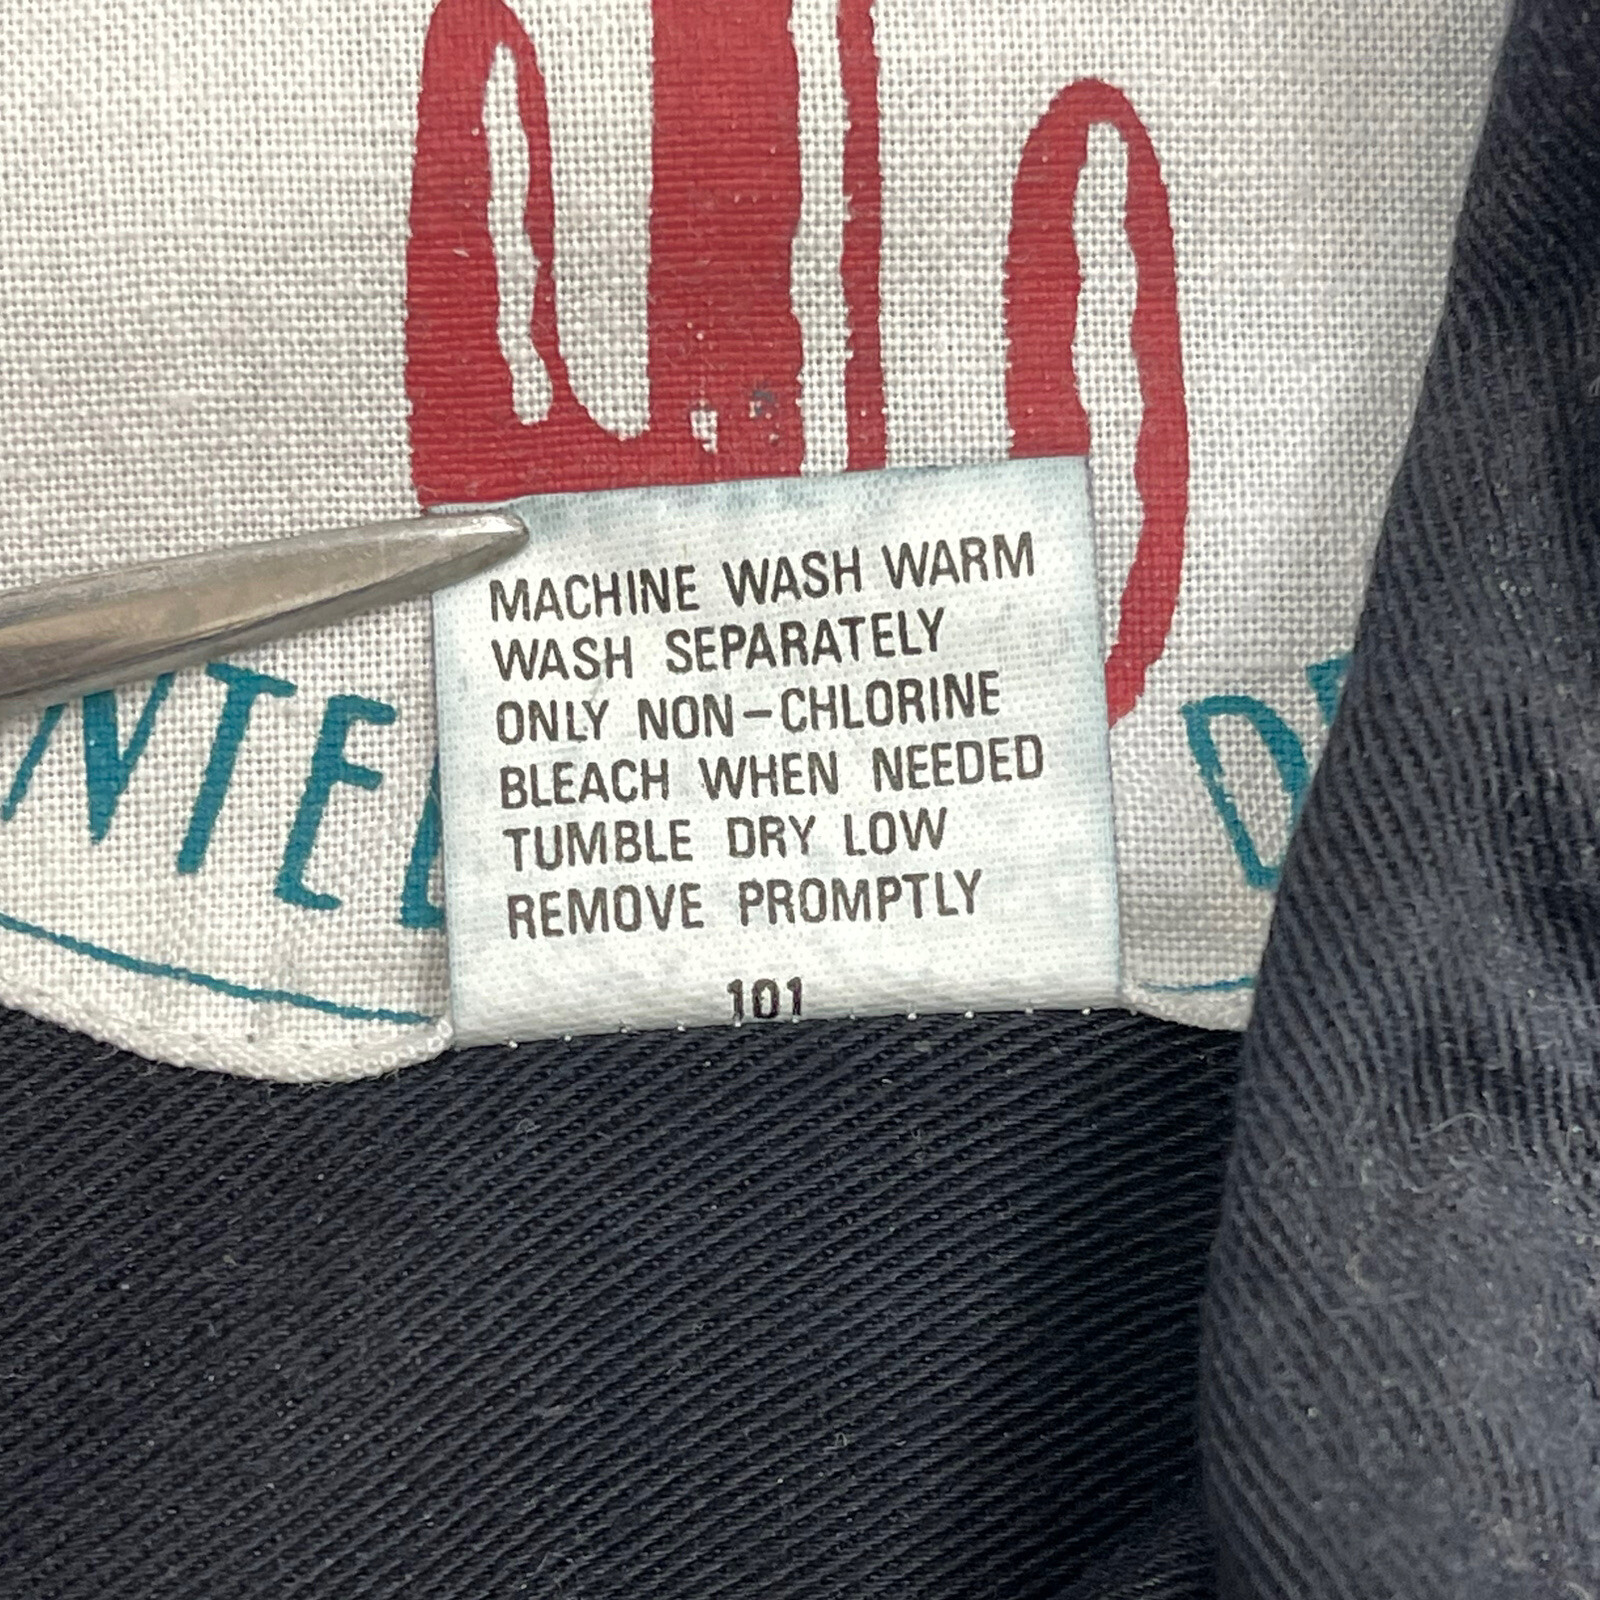 MACHINE WASH WARM
WASH SEPARATELY
ONLY NON-CHLORINE
BLEACH WHEN NEEDED
TUMBLE DRY LOW
REMOVE PROMPTLY
101